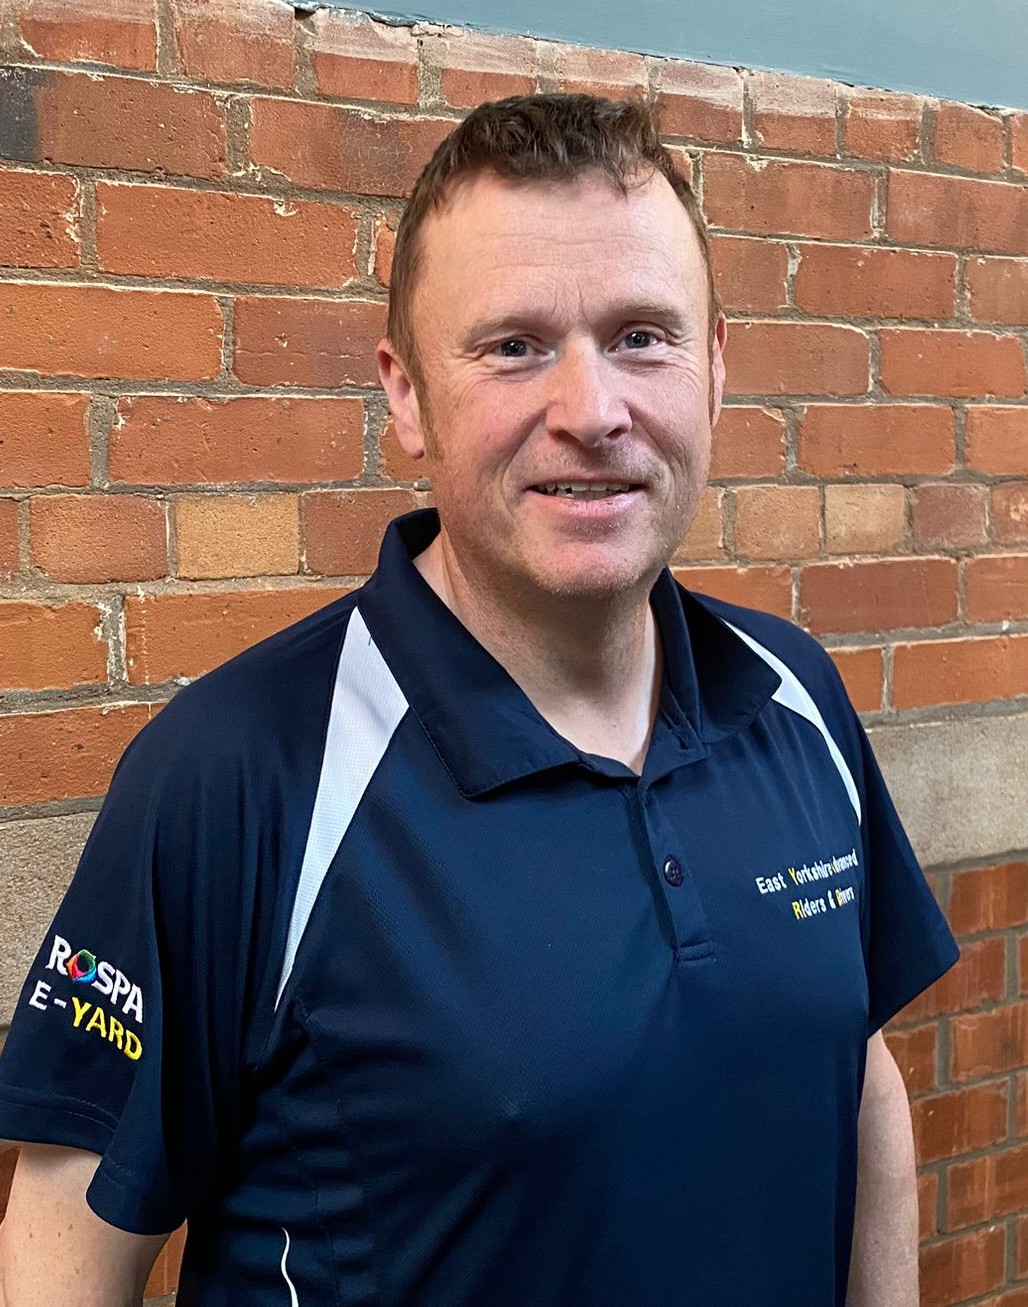 ROSPA
E-YARD
East Yorkshire Advanced
Riders & Drivers